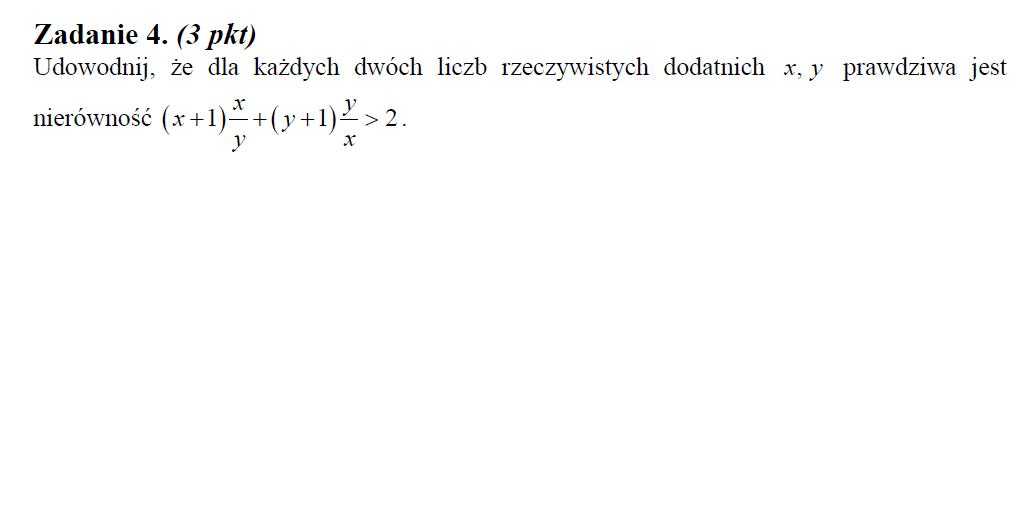 Zadanie 4. (3 pkt)
Udowodnij, że dla każdych dwóch liczb rzeczywistych dodatnich x, y prawdziwa jest
nierówność (x+1)x/y+(y+1)y/x>2.